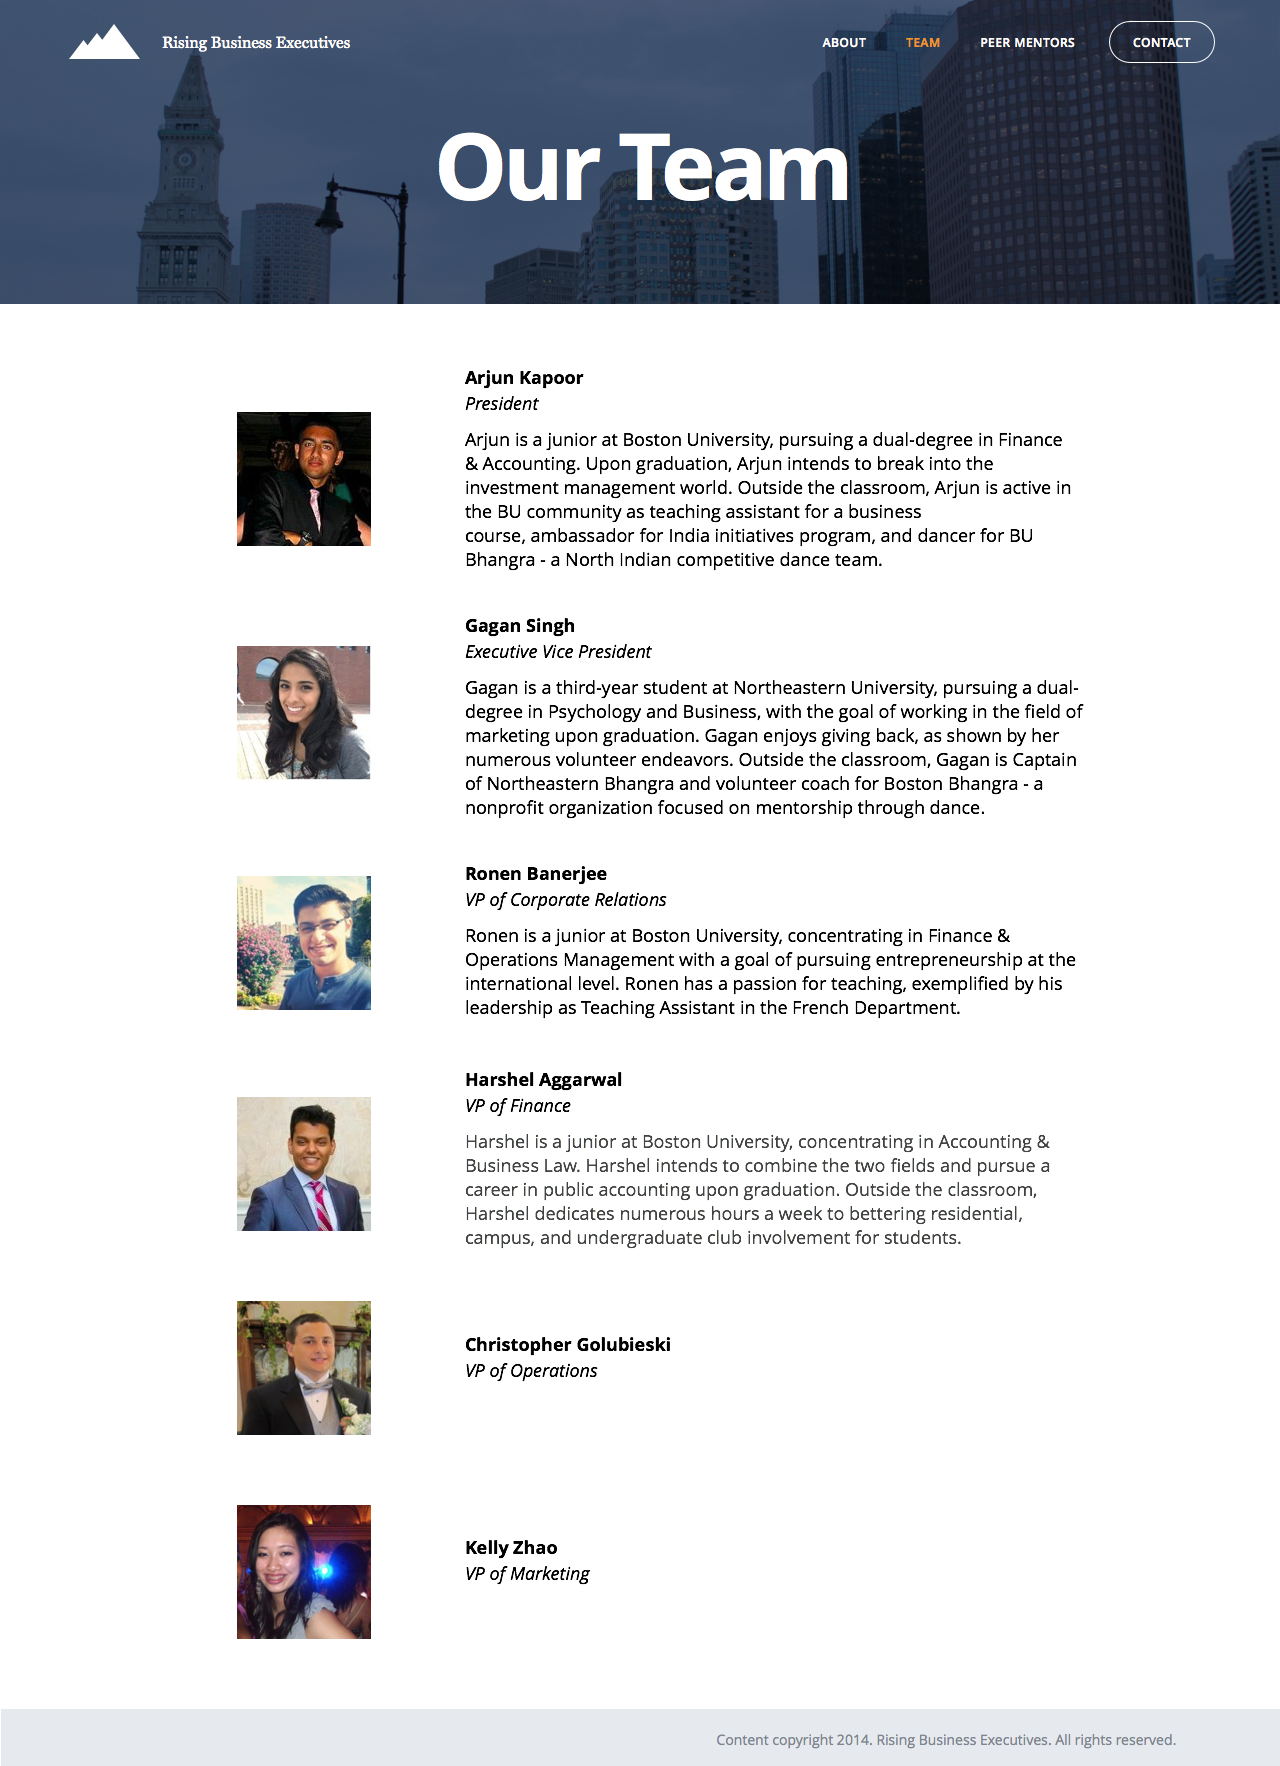 Rising Business Executives
ABOUT
TEAM
PEER MENTORS
CONTACT
Our Team
Arjun Kapoor
President
Arjun is a junior at Boston University, pursuing a dual-degree in Finance
& Accounting. Upon graduation, Arjun intends to break into the
investment management world. Outside the classroom, Arjun is active in
the BU community as teaching assistant for a business
course, ambassador for India initiatives program, and dancer for BU
Bhangra - a North Indian competitive dance team.
Gagan Singh
Executive Vice President
Gagan is a third-year student at Northeastern University, pursuing a dual-
degree in Psychology and Business, with the goal of working in the field of
marketing upon graduation. Gagan enjoys giving back, as shown by her
numerous volunteer endeavors. Outside the classroom, Gagan is Captain
of Northeastern Bhangra and volunteer coach for Boston Bhangra - a
nonprofit organization focused on mentorship through dance.
Ronen Banerjee
VP of Corporate Relations
Ronen is a junior at Boston University, concentrating in Finance &
Operations Management with a goal of pursuing entrepreneurship at the
international level. Ronen has a passion for teaching, exemplified by his
leadership as Teaching Assistant in the French Department.
Harshel Aggarwal
VP of Finance
Harshel is a junior at Boston University, concentrating in Accounting &
Business Law. Harshel intends to combine the two fields and pursue a
career in public accounting upon graduation. Outside the classroom,
Harshel dedicates numerous hours a week to bettering residential,
campus, and undergraduate club involvement for students.
Christopher Golubieski
VP of Operations
Kelly Zhao
VP of Marketing
Content copyright 2014. Rising Business Executives. All rights reserved.